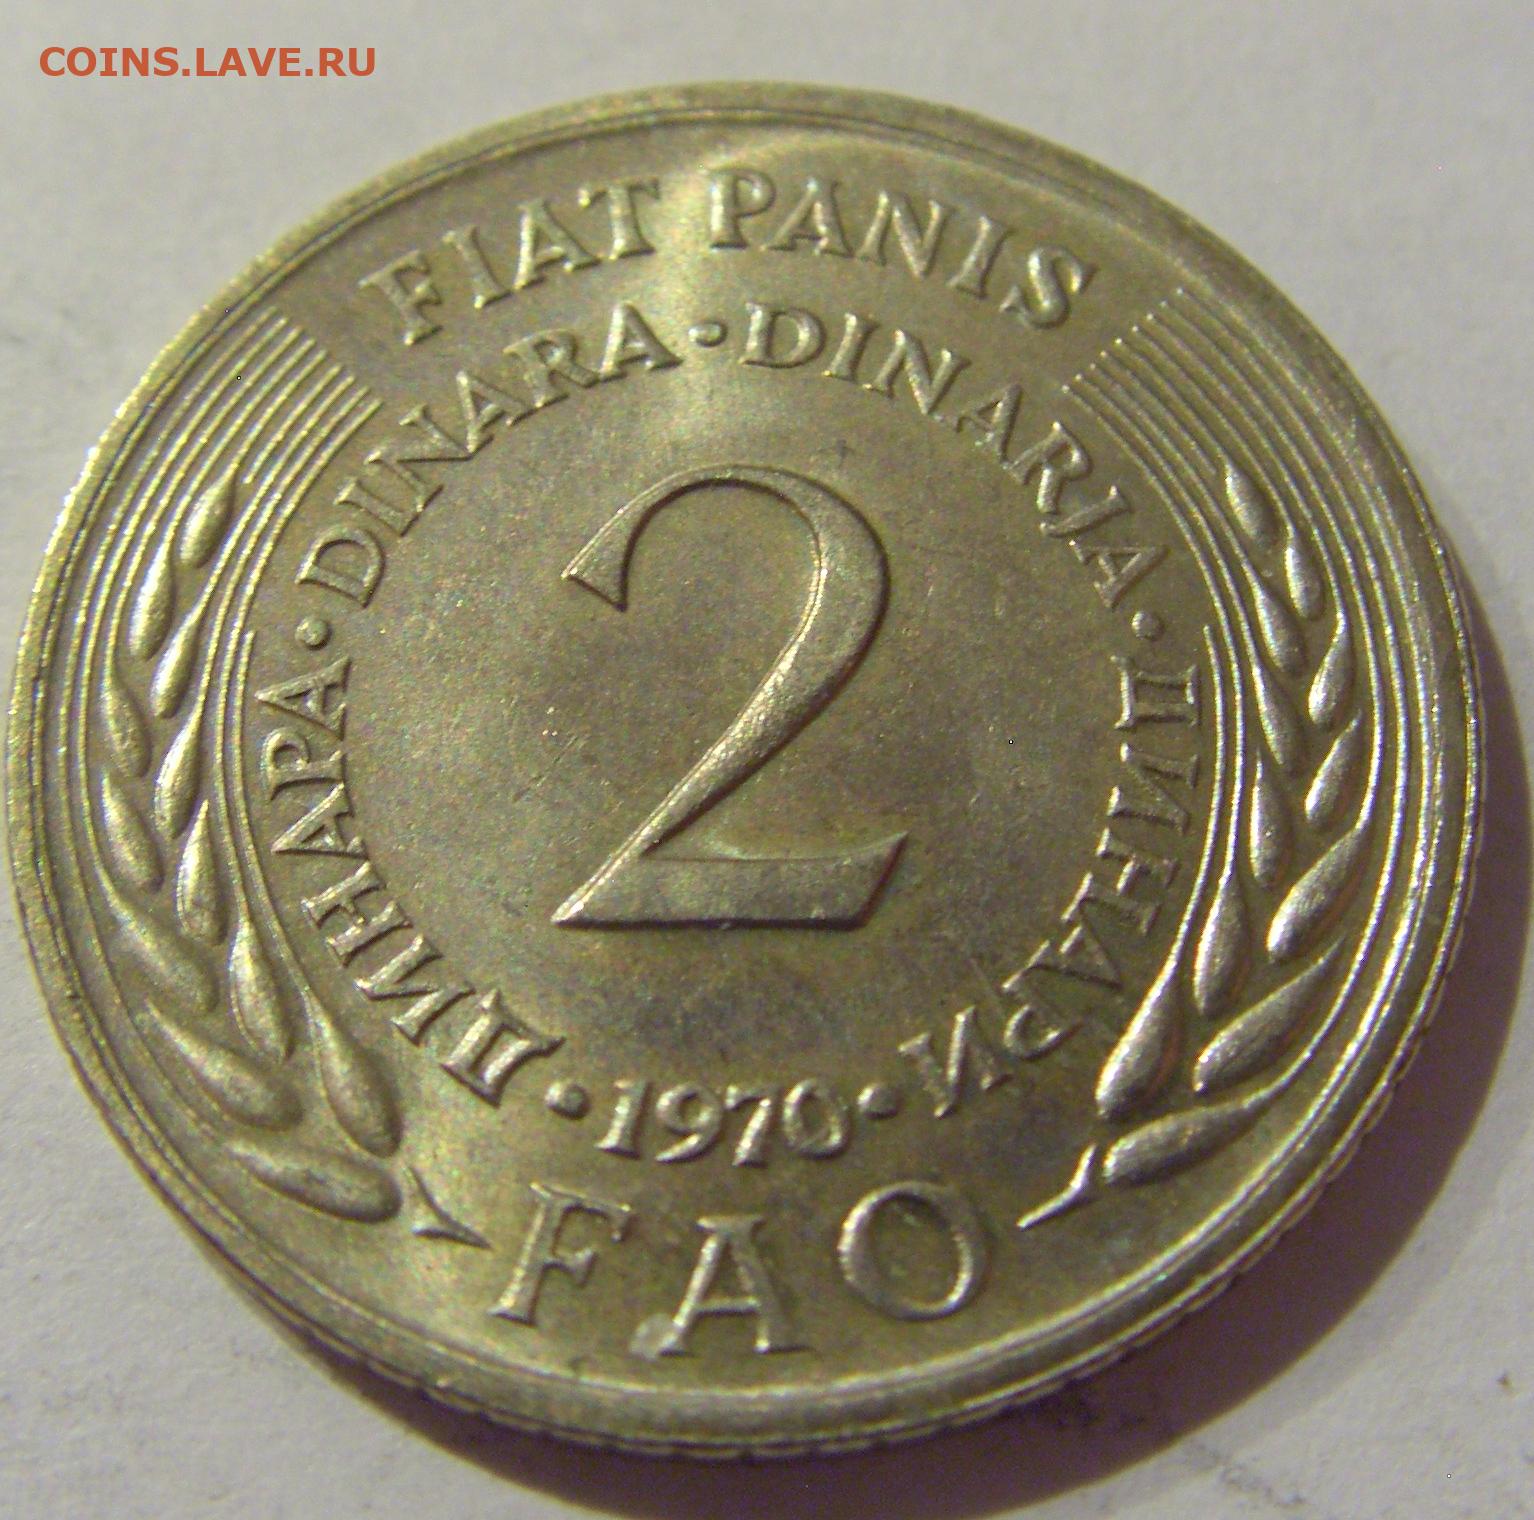 COINS.LAVE.RU
FIAT PANIS
ДИНАРА · DINARA · DINARJA · ДИНАРИ
2
· 1970 ·
FAO